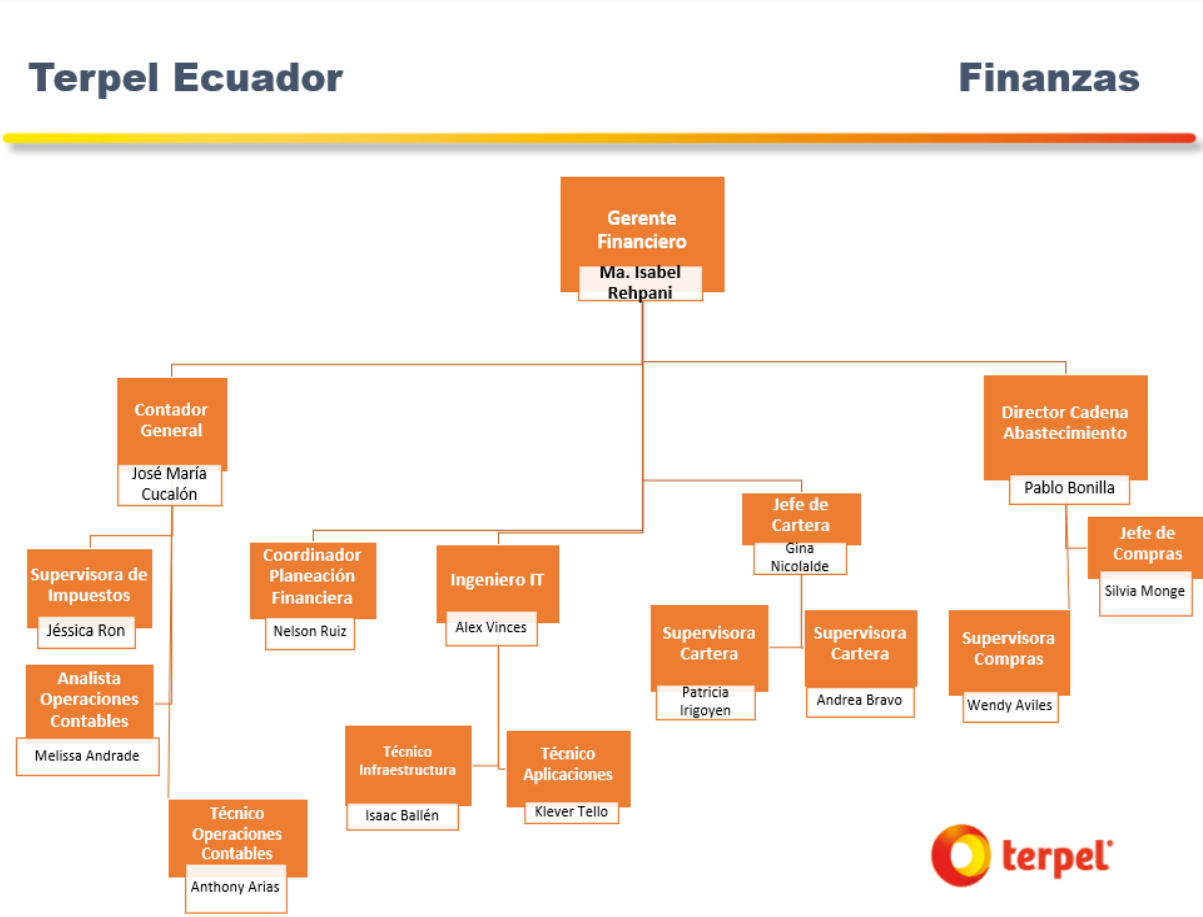 Terpel Ecuador
Finanzas
Gerente
Financiero
Ma. Isabel
Rehpani
Contador
General
José María
Cucalón
Director Cadena
Abastecimiento
Pablo Bonilla
Jefe de
Cartera
Gina
Nicolalde
Jefe de
Compras
Silvia Monge
Supervisora de
Impuestos
Jéssica Ron
Coordinador
Planeación
Financiera
Nelson Ruiz
Ingeniero IT
Alex Vinces
Supervisora
Cartera
Patricia
Irigoyen
Supervisora
Cartera
Andrea Bravo
Supervisora
Compras
Wendy Aviles
Analista
Operaciones
Contables
Melissa Andrade
Técnico
Infraestructura
Isaac Ballén
Técnico
Aplicaciones
Klever Tello
Técnico
Operaciones
Contables
Anthony Arias
terpel